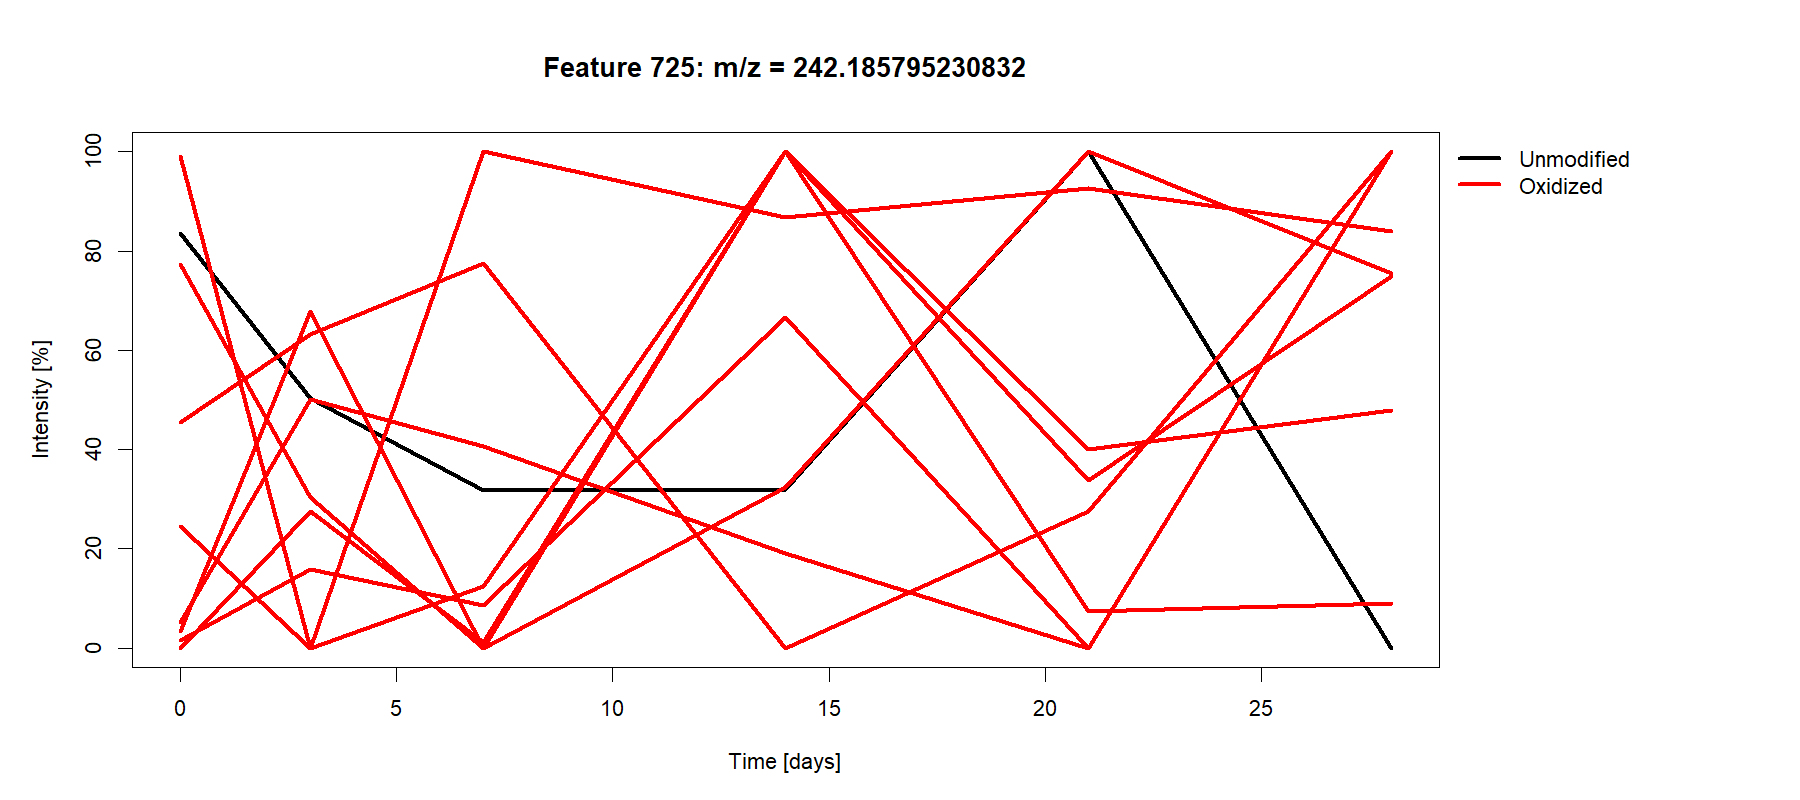 Feature 725: m/z = 242.185795230832
Unmodified
Oxidized
Intensity [%]
100
80
60
40
20
0
0 5 10 15 20 25
Time [days]